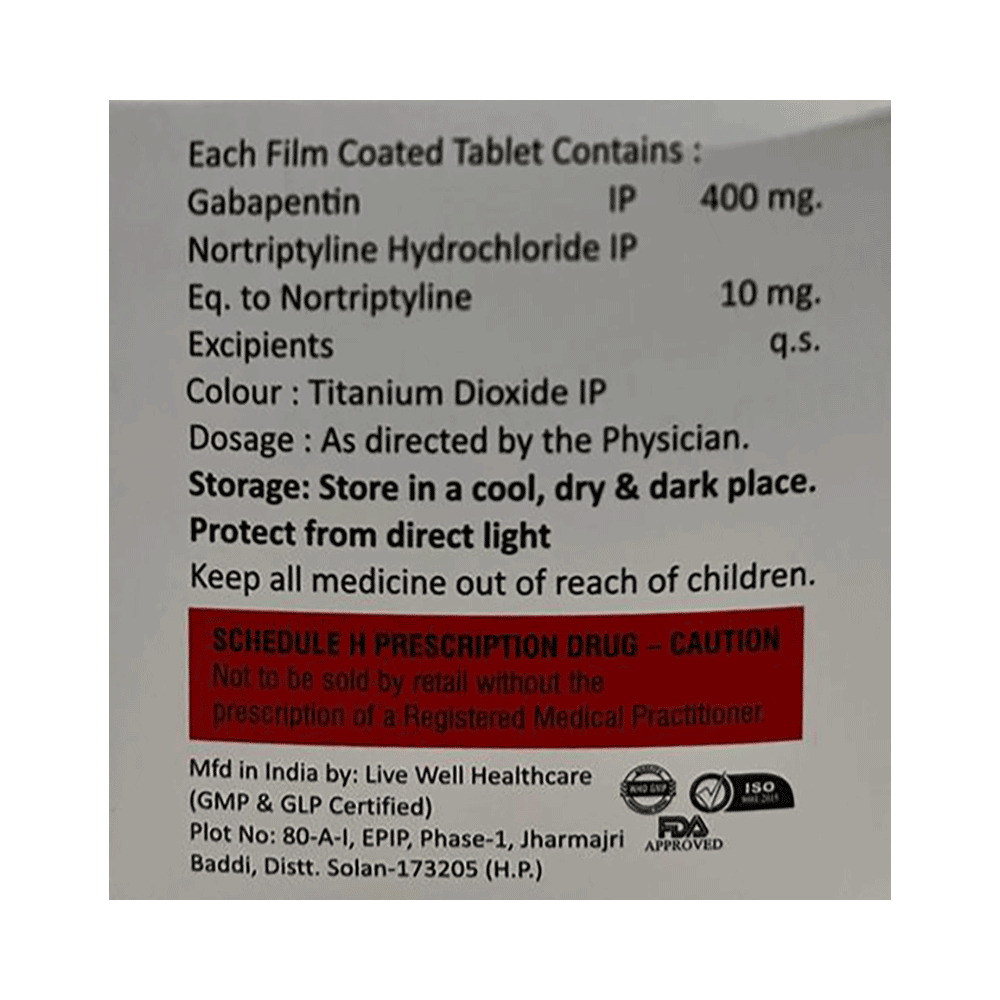 Each Film Coated Tablet Contains :
Gabapentin IP 400 mg.
Nortriptyline Hydrochloride IP
Eq. to Nortriptyline 10 mg.
Excipients q.s.
Colour : Titanium Dioxide IP
Dosage : As directed by the Physician.
Storage: Store in a cool, dry & dark place.
Protect from direct light
Keep all medicine out of reach of children.
SCHEDULE H PRESCRIPTION DRUG – CAUTION
Not to be sold by retail without the
prescription of a Registered Medical Practitioner
Mfd in India by: Live Well Healthcare
(GMP & GLP Certified)
Plot No: 80-A-I, EPIP, Phase-1, Jharmajri
Baddi, Distt. Solan-173205 (H.P.)
WHO GMP
ISO
9001:2015
FDA
APPROVED